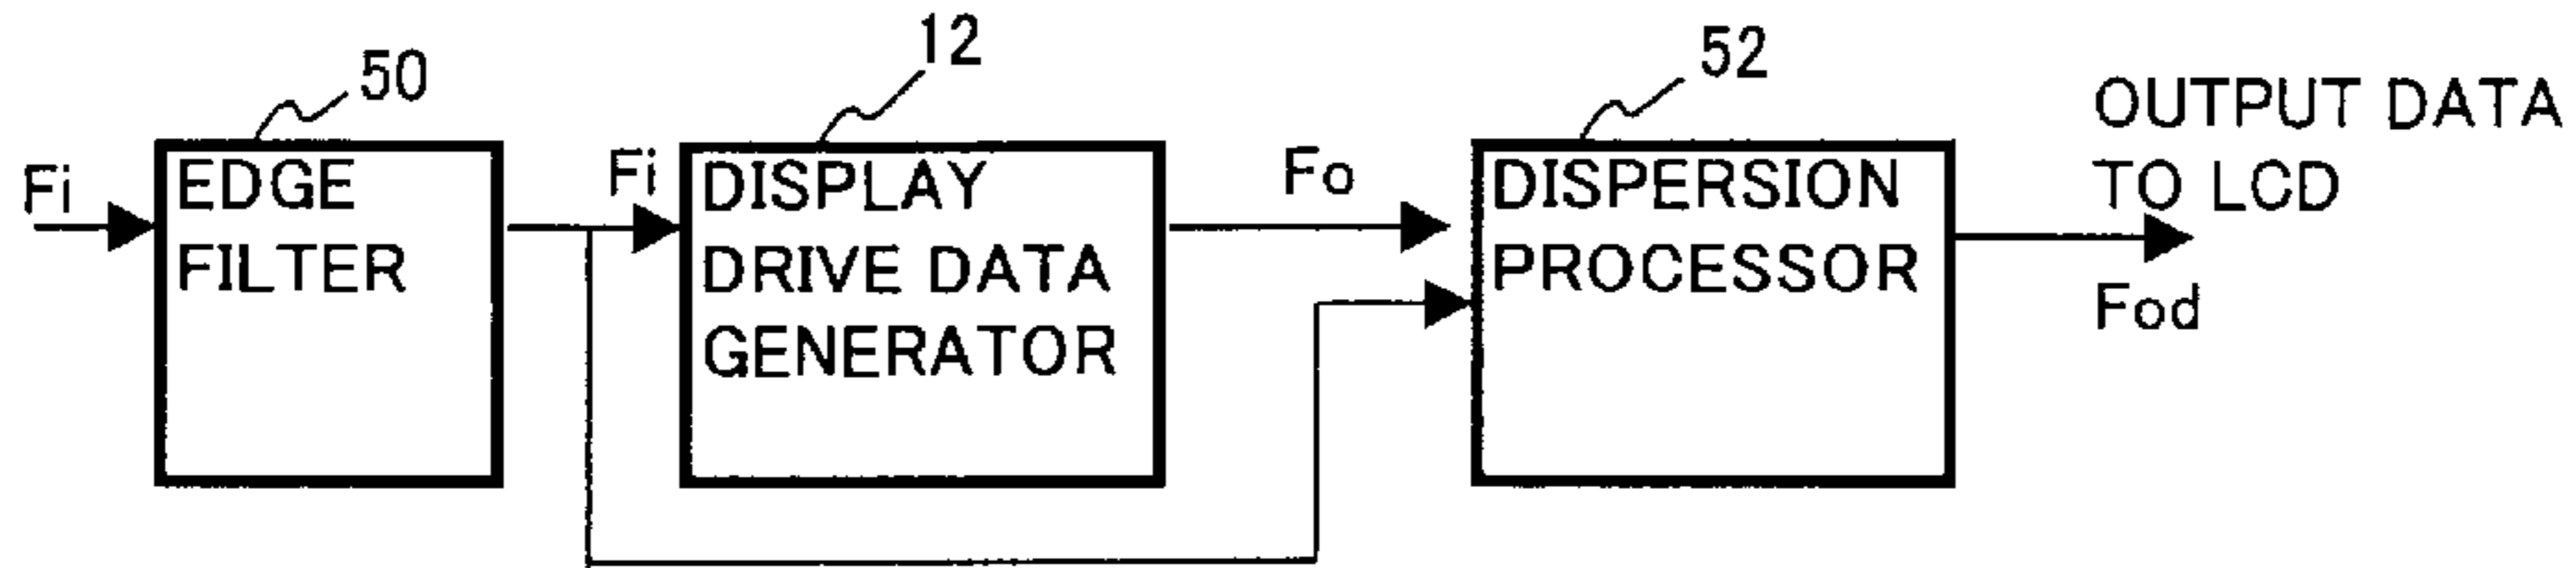 50
12
52
Fi
EDGE
FILTER
Fi
DISPLAY
DRIVE DATA
GENERATOR
Fo
DISPERSION
PROCESSOR
OUTPUT DATA
TO LCD
Fod